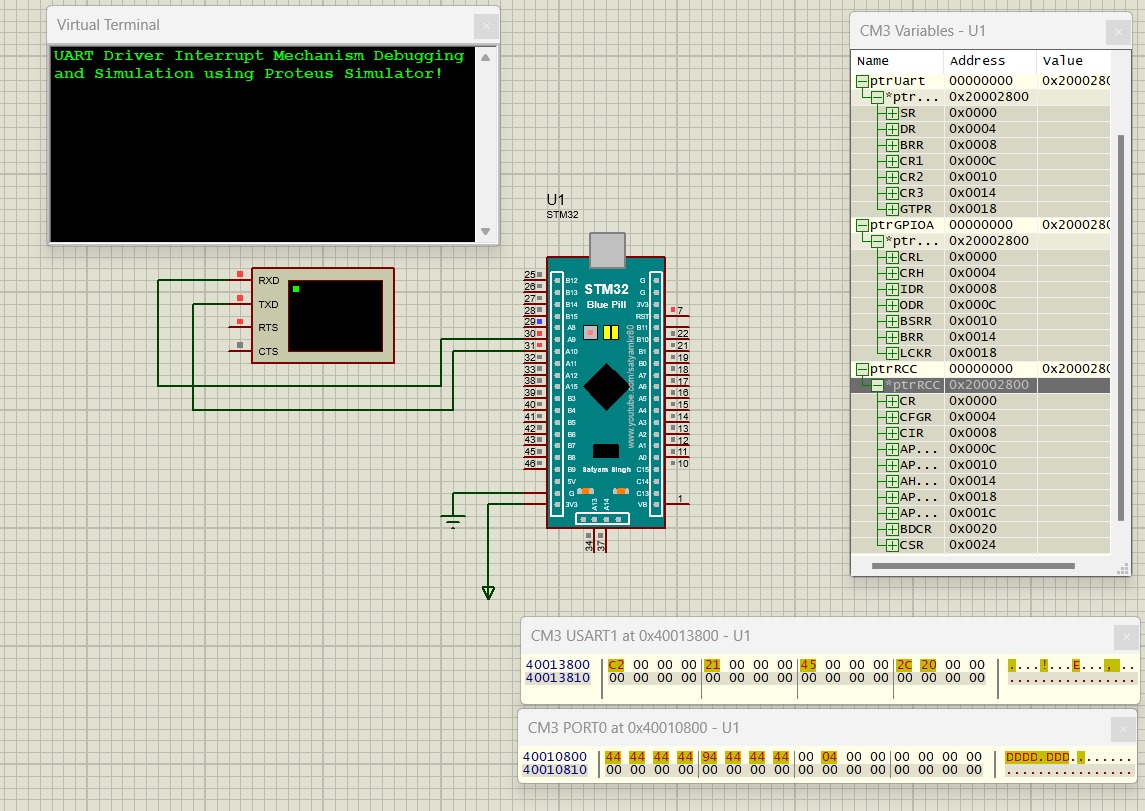 Virtual Terminal
UART Driver Interrupt Mechanism Debugging
and Simulation using Proteus Simulator!
CM3 Variables - U1
Name Address Value
ptrUart 00000000 0x2000280
*ptr... 0x20002800
SR 0x0000
DR 0x0004
BRR 0x0008
CR1 0x000C
CR2 0x0010
CR3 0x0014
GTPR 0x0018
ptrGPIOA 00000000 0x2000280
*ptr... 0x20002800
CRL 0x0000
CRH 0x0004
IDR 0x0008
ODR 0x000C
BSRR 0x0010
BRR 0x0014
LCKR 0x0018
ptrRCC 00000000 0x2000280
*ptrRCC 0x20002800
CR 0x0000
CFGR 0x0004
CIR 0x0008
AP... 0x000C
AP... 0x0010
AH... 0x0014
AP... 0x0018
AP... 0x001C
BDCR 0x0020
CSR 0x0024
U1
STM32
RXD
TXD
RTS
CTS
STM32
Blue Pill
www.youtube.com/satyamkr80
Satyam Singh
25 B12 G
26 B13 G
27 B14 3V3
28 B15 RST 7
29 A8 B11 22
30 A9 B10 21
31 A10 B1 19
32 A11 B0 18
33 A12 A7 17
38 A15 A6 16
39 B3 A5 15
40 B4 A4 14
41 B5 A3 13
42 B6 A2 12
43 B7 A1 11
45 B8 A0 10
46 B9 C15
5V C14
G C13
3V3 VB 1
A13 A14
34 37
CM3 USART1 at 0x40013800 - U1
40013800 C2 00 00 00 21 00 00 00 45 00 00 00 2C 20 00 00 ....!...E..., ..
40013810 00 00 00 00 00 00 00 00 00 00 00 00 00 00 00 00 ................
CM3 PORT0 at 0x40010800 - U1
40010800 44 44 44 44 94 44 44 44 00 04 00 00 00 00 00 00 DDDD.DDD........
40010810 00 00 00 00 00 00 00 00 00 00 00 00 00 00 00 00 ................